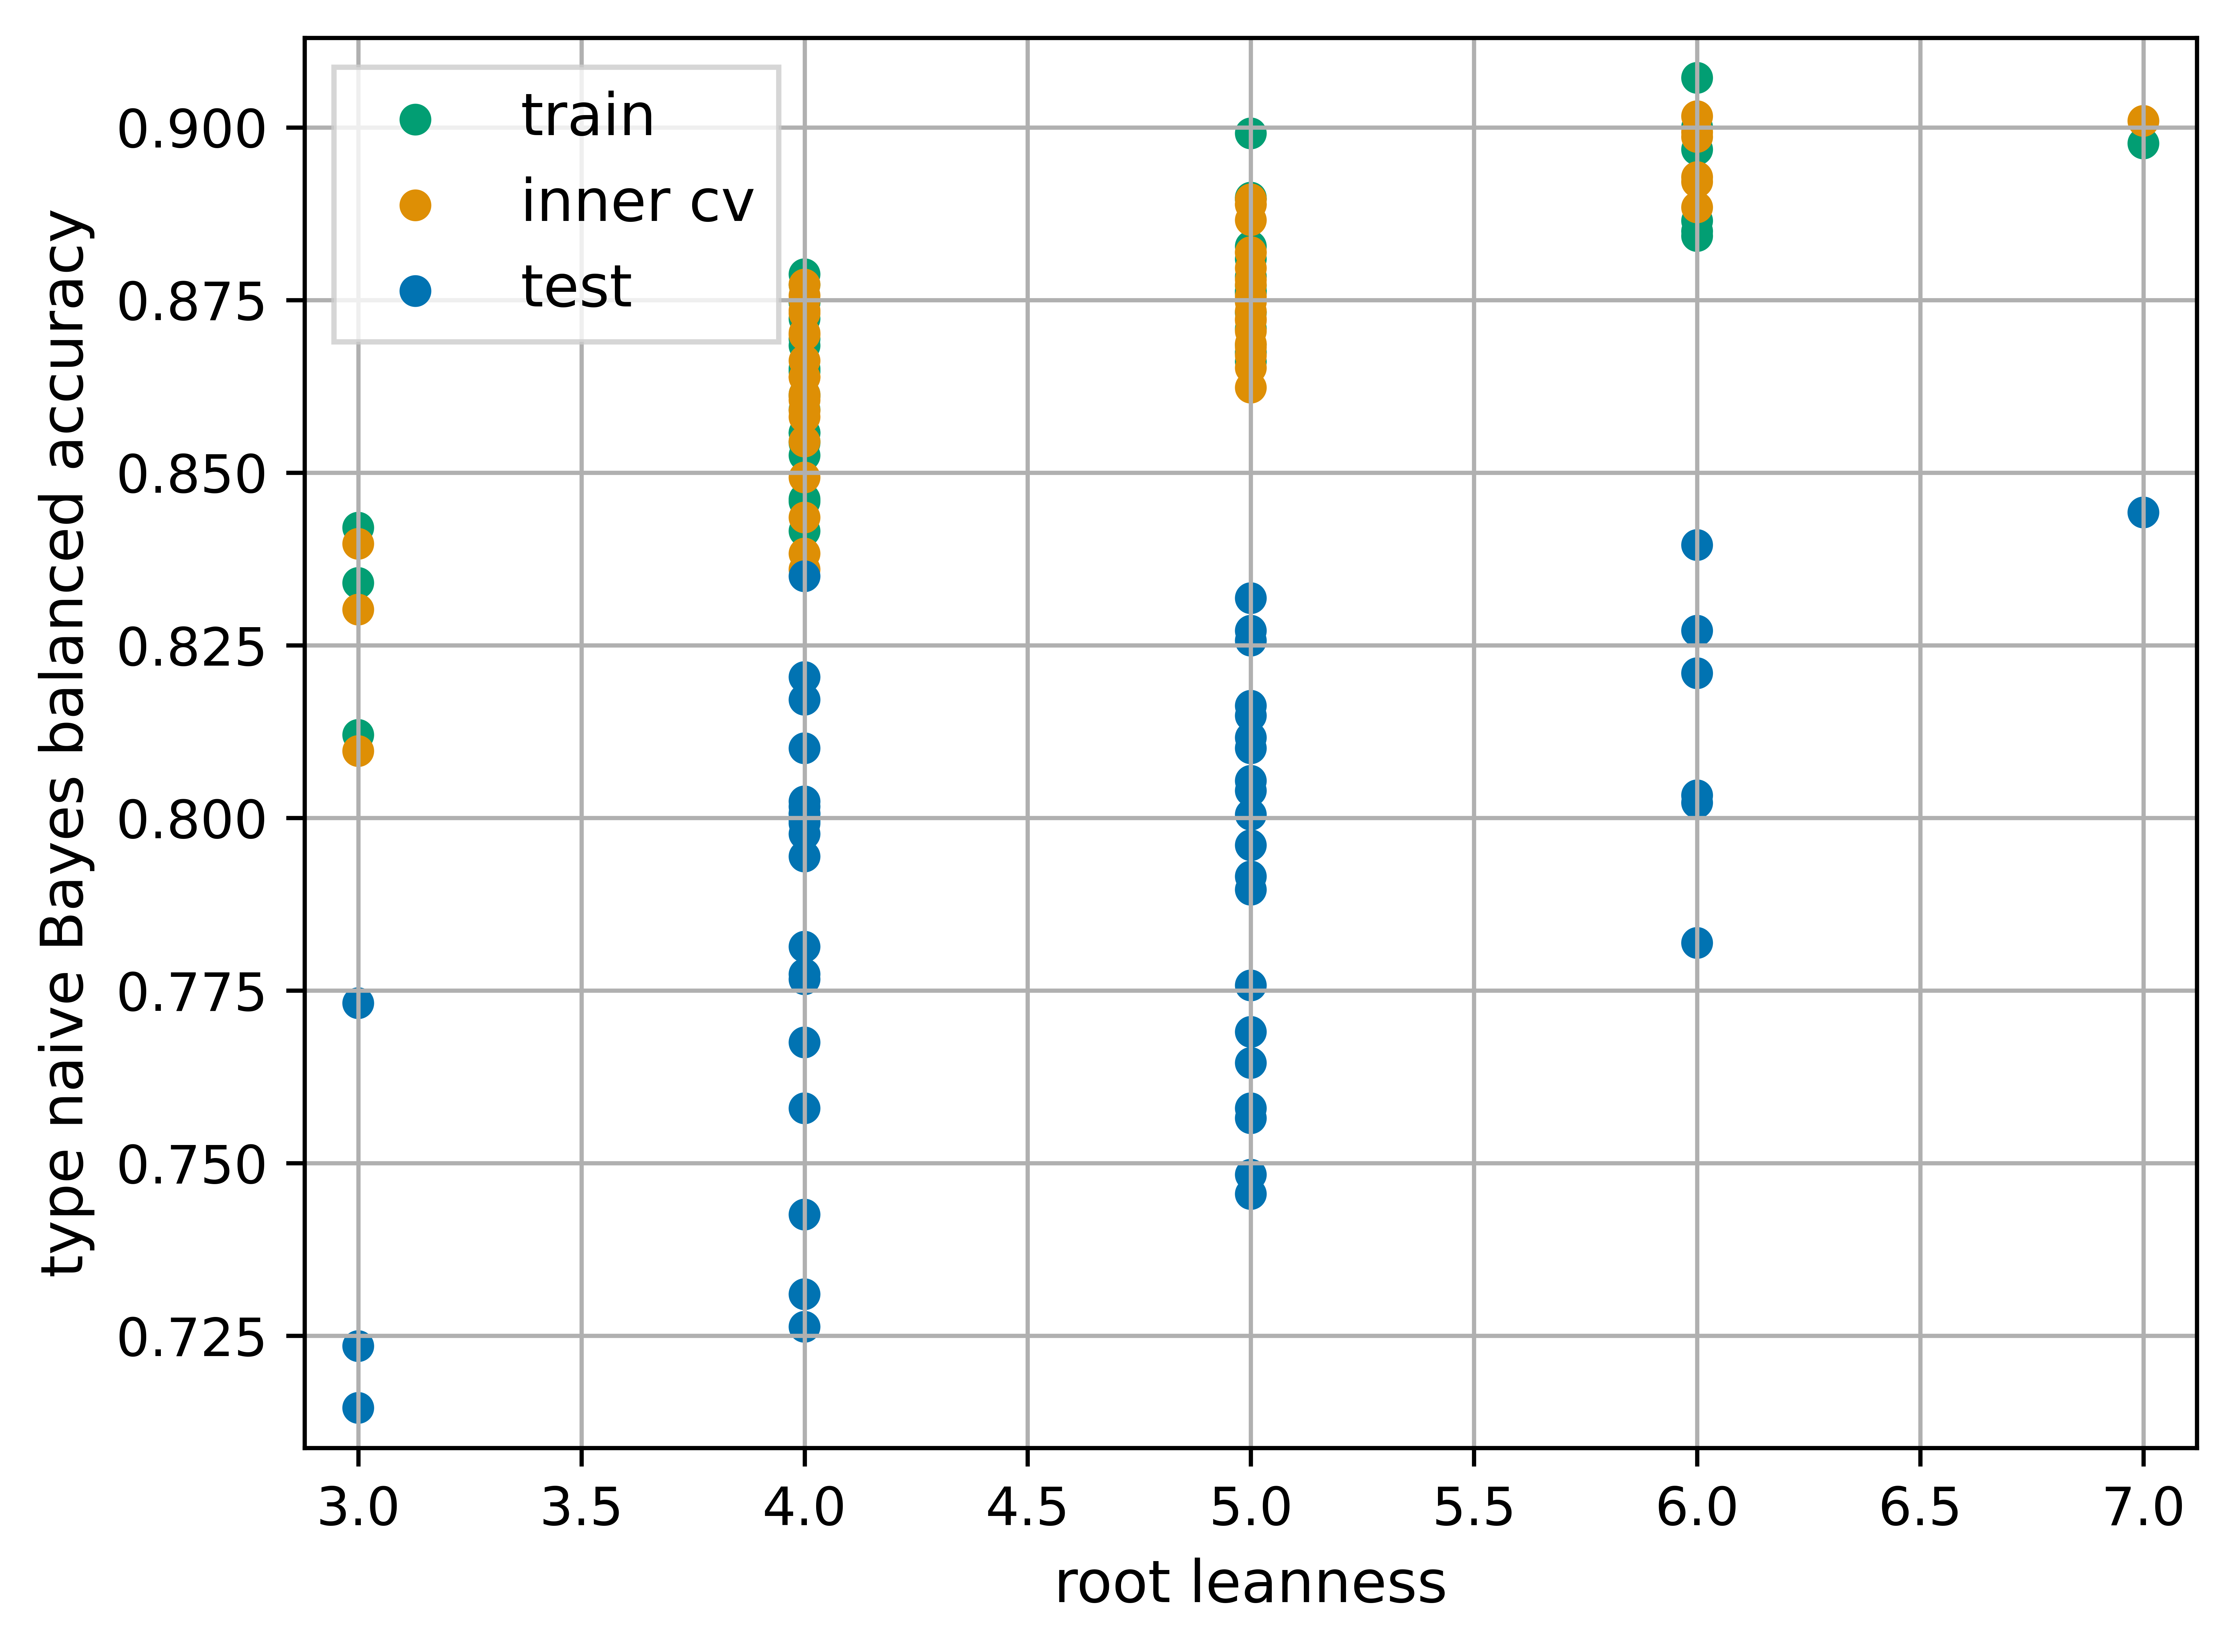 train
inner cv
test
type naive Bayes balanced accuracy
0.900
0.875
0.850
0.825
0.800
0.775
0.750
0.725
3.0 3.5 4.0 4.5 5.0 5.5 6.0 6.5 7.0
root leanness